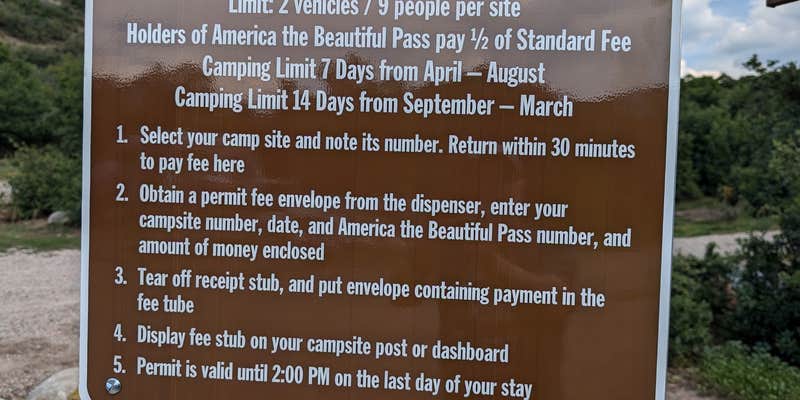 Limit: 2 vehicles / 9 people per site
Holders of America the Beautiful Pass pay ½ of Standard Fee
Camping Limit 7 Days from April – August
Camping Limit 14 Days from September – March
1. Select your camp site and note its number. Return within 30 minutes
to pay fee here
2. Obtain a permit fee envelope from the dispenser, enter your
campsite number, date, and America the Beautiful Pass number, and
amount of money enclosed
3. Tear off receipt stub, and put envelope containing payment in the
fee tube
4. Display fee stub on your campsite post or dashboard
5. Permit is valid until 2:00 PM on the last day of your stay